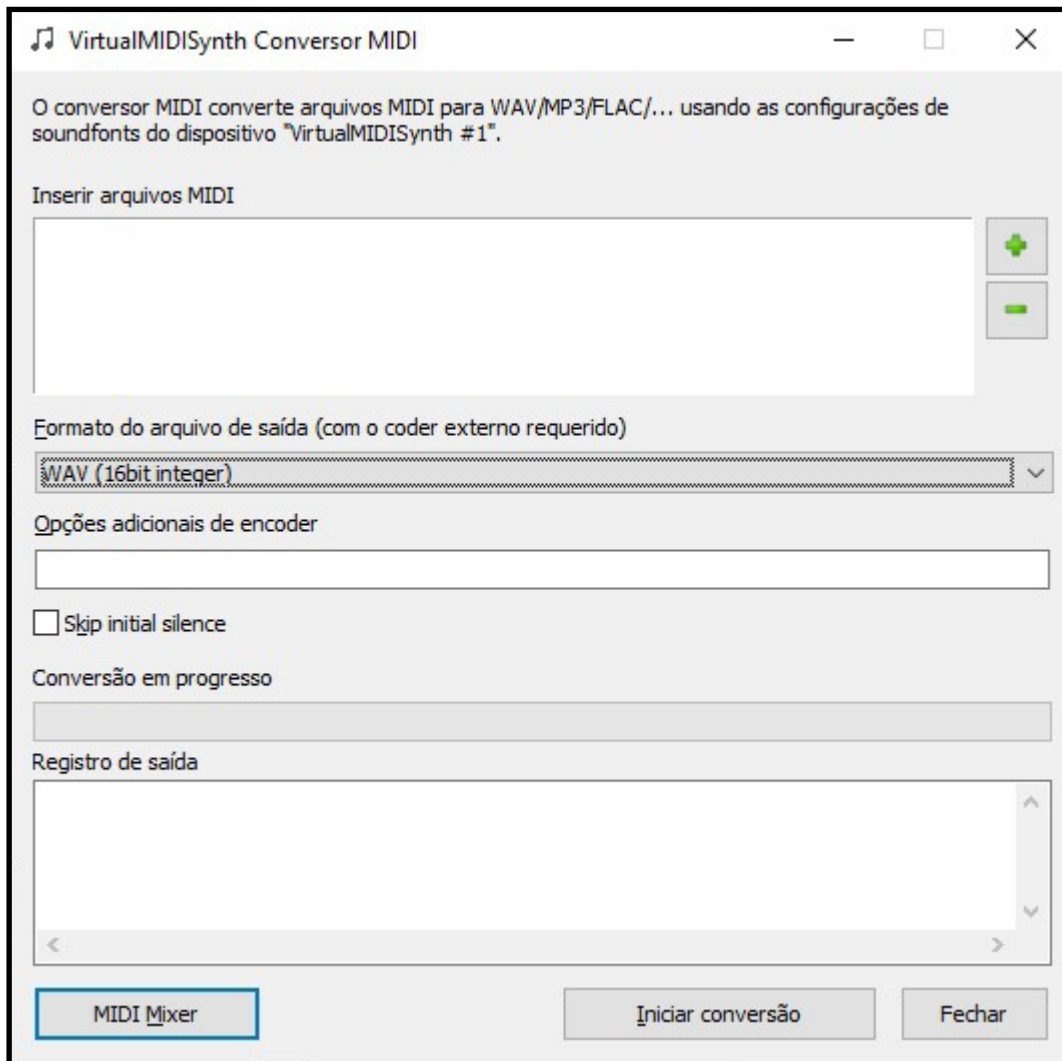 VirtualMIDISynth Conversor MIDI
O conversor MIDI converte arquivos MIDI para WAV/MP3/FLAC/... usando as configurações de
soundfonts do dispositivo "VirtualMIDISynth #1".
Inserir arquivos MIDI
Formato do arquivo de saída (com o coder externo requerido)
WAV (16bit integer)
Opções adicionais de encoder
Skip initial silence
Conversão em progresso
Registro de saída
MIDI Mixer
Iniciar conversão
Fechar